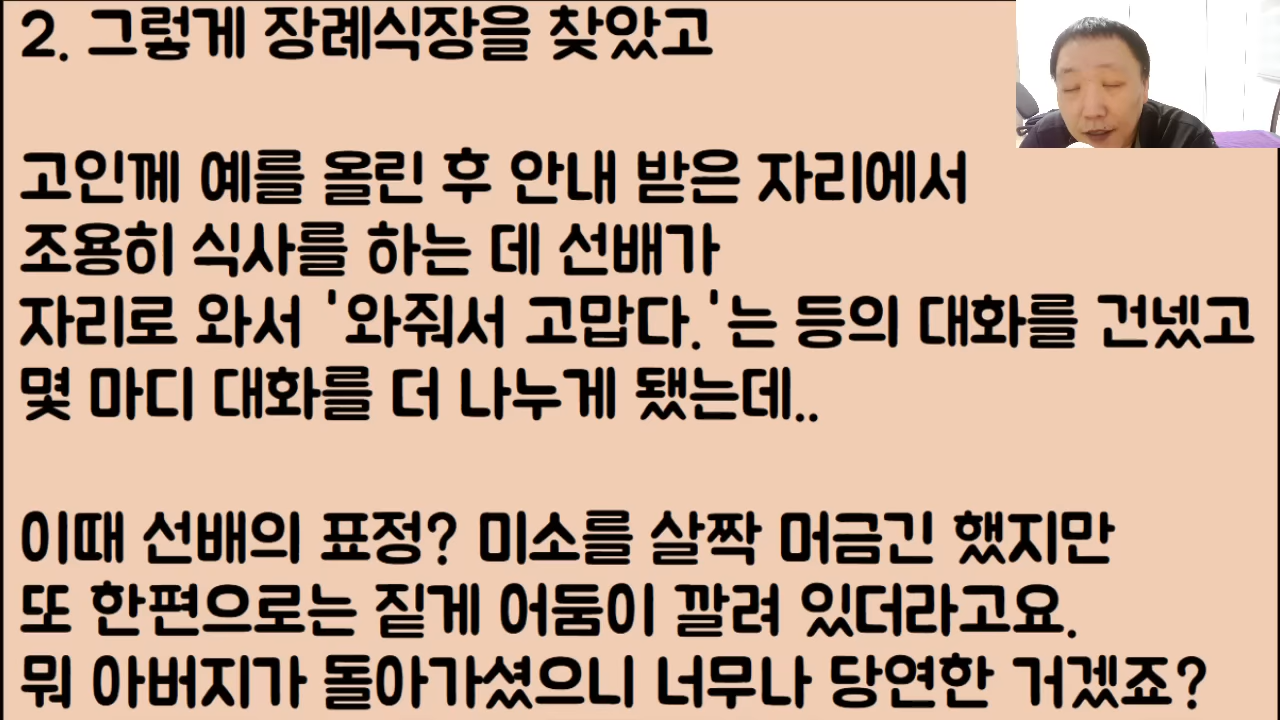 2. 그렇게 장례식장을 찾았고
고인께 예를 올린 후 안내 받은 자리에서
조용히 식사를 하는 데 선배가
자리로 와서 '와줘서 고맙다.'는 등의 대화를 건넸고
몇 마디 대화를 더 나누게 됐는데..
이때 선배의 표정? 미소를 살짝 머금긴 했지만
또 한편으로는 짙게 어둠이 깔려 있더라고요.
뭐 아버지가 돌아가셨으니 너무나 당연한 거겠죠?